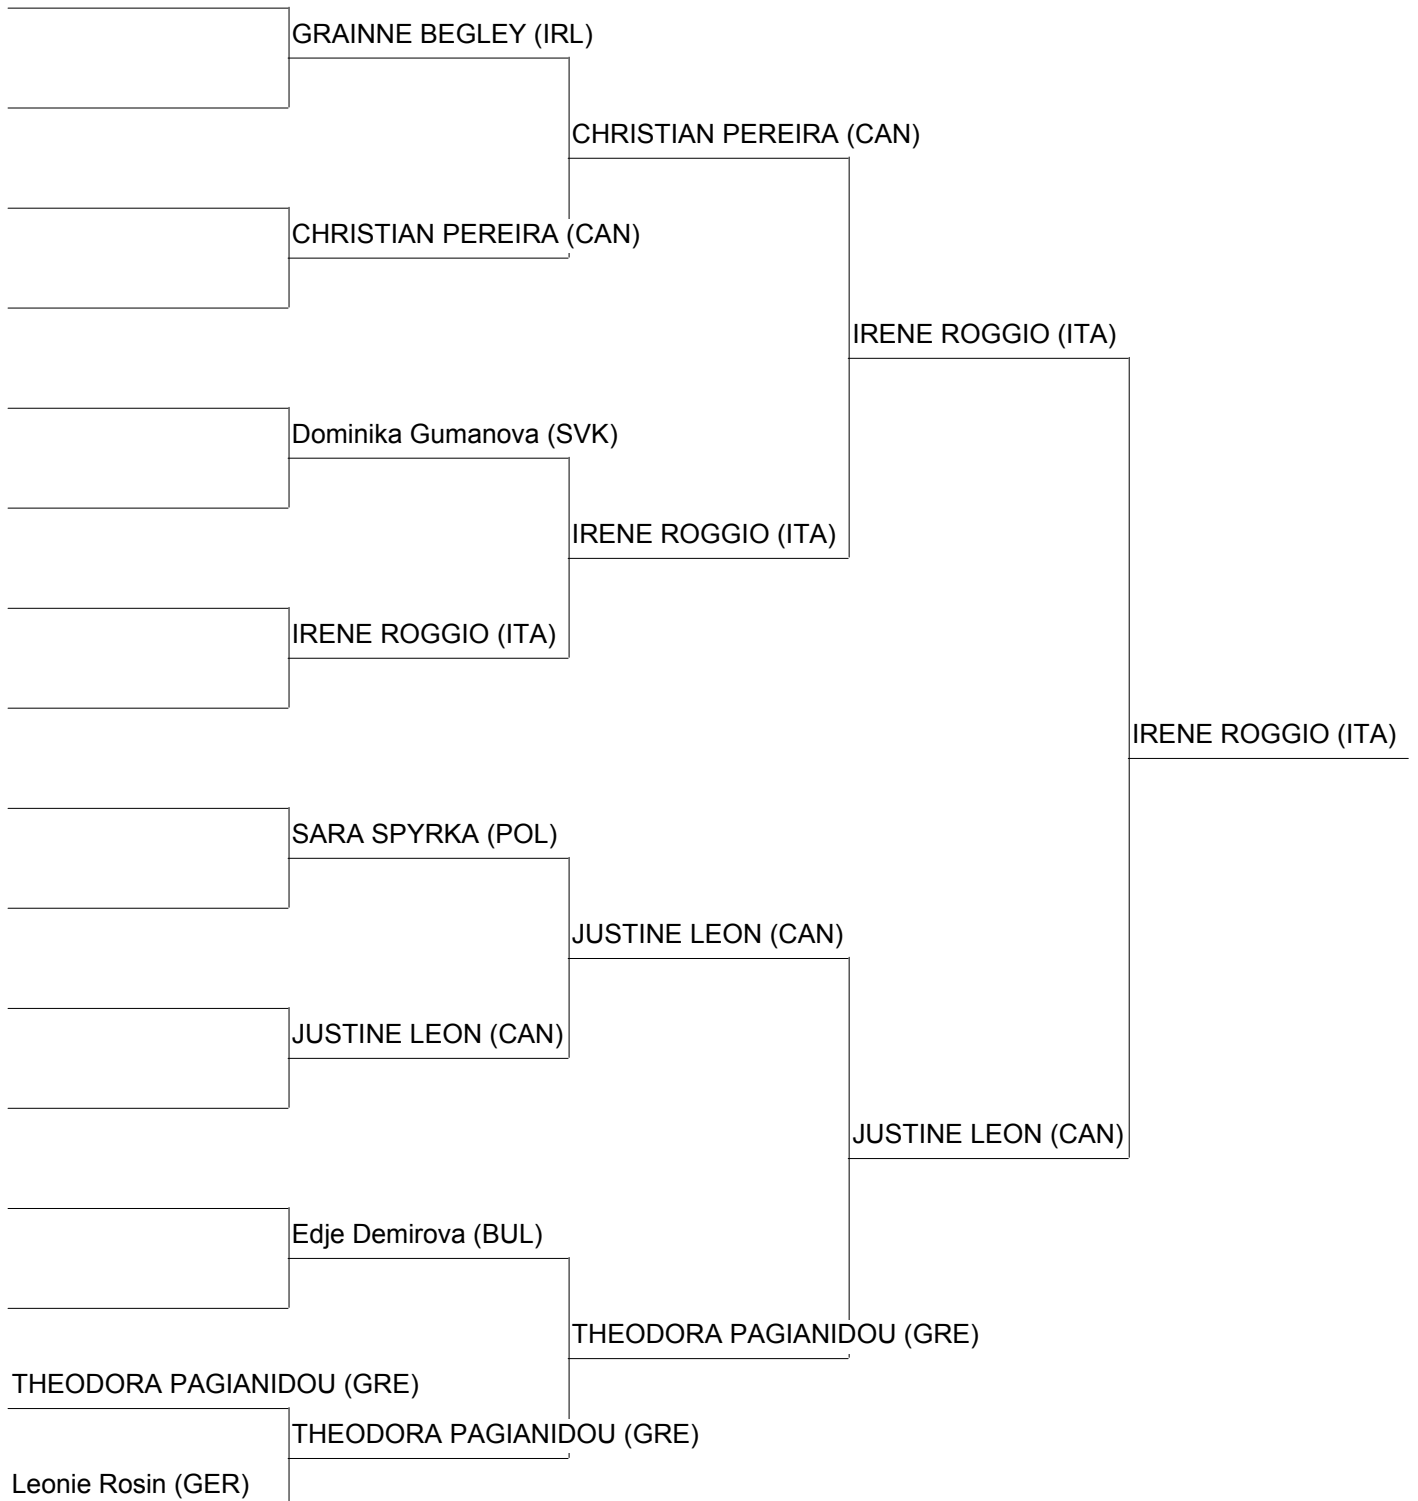 GRAINNE BEGLEY (IRL)
CHRISTIAN PEREIRA (CAN)
CHRISTIAN PEREIRA (CAN)
IRENE ROGGIO (ITA)
Dominika Gumanova (SVK)
IRENE ROGGIO (ITA)
IRENE ROGGIO (ITA)
IRENE ROGGIO (ITA)
SARA SPYRKA (POL)
JUSTINE LEON (CAN)
JUSTINE LEON (CAN)
JUSTINE LEON (CAN)
Edje Demirova (BUL)
THEODORA PAGIANIDOU (GRE)
THEODORA PAGIANIDOU (GRE)
THEODORA PAGIANIDOU (GRE)
Leonie Rosin (GER)